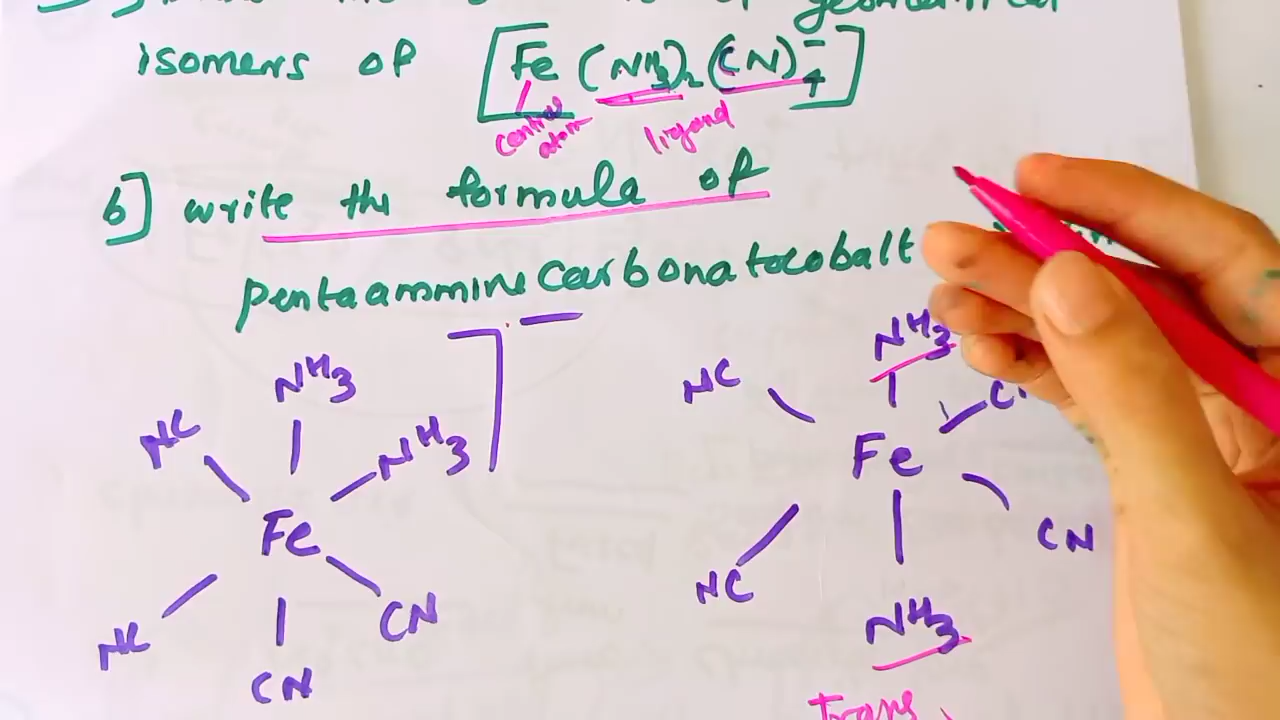 isomers of [Fe (NH3)2 (CN)4-]
central atom
ligand
b] write the formula of
pentaamminecarbonatocobalt
NH3
NC
NH3
Fe
NC
CN
CN
NH3
NC
Fe
CN
NC
NH3
Trans